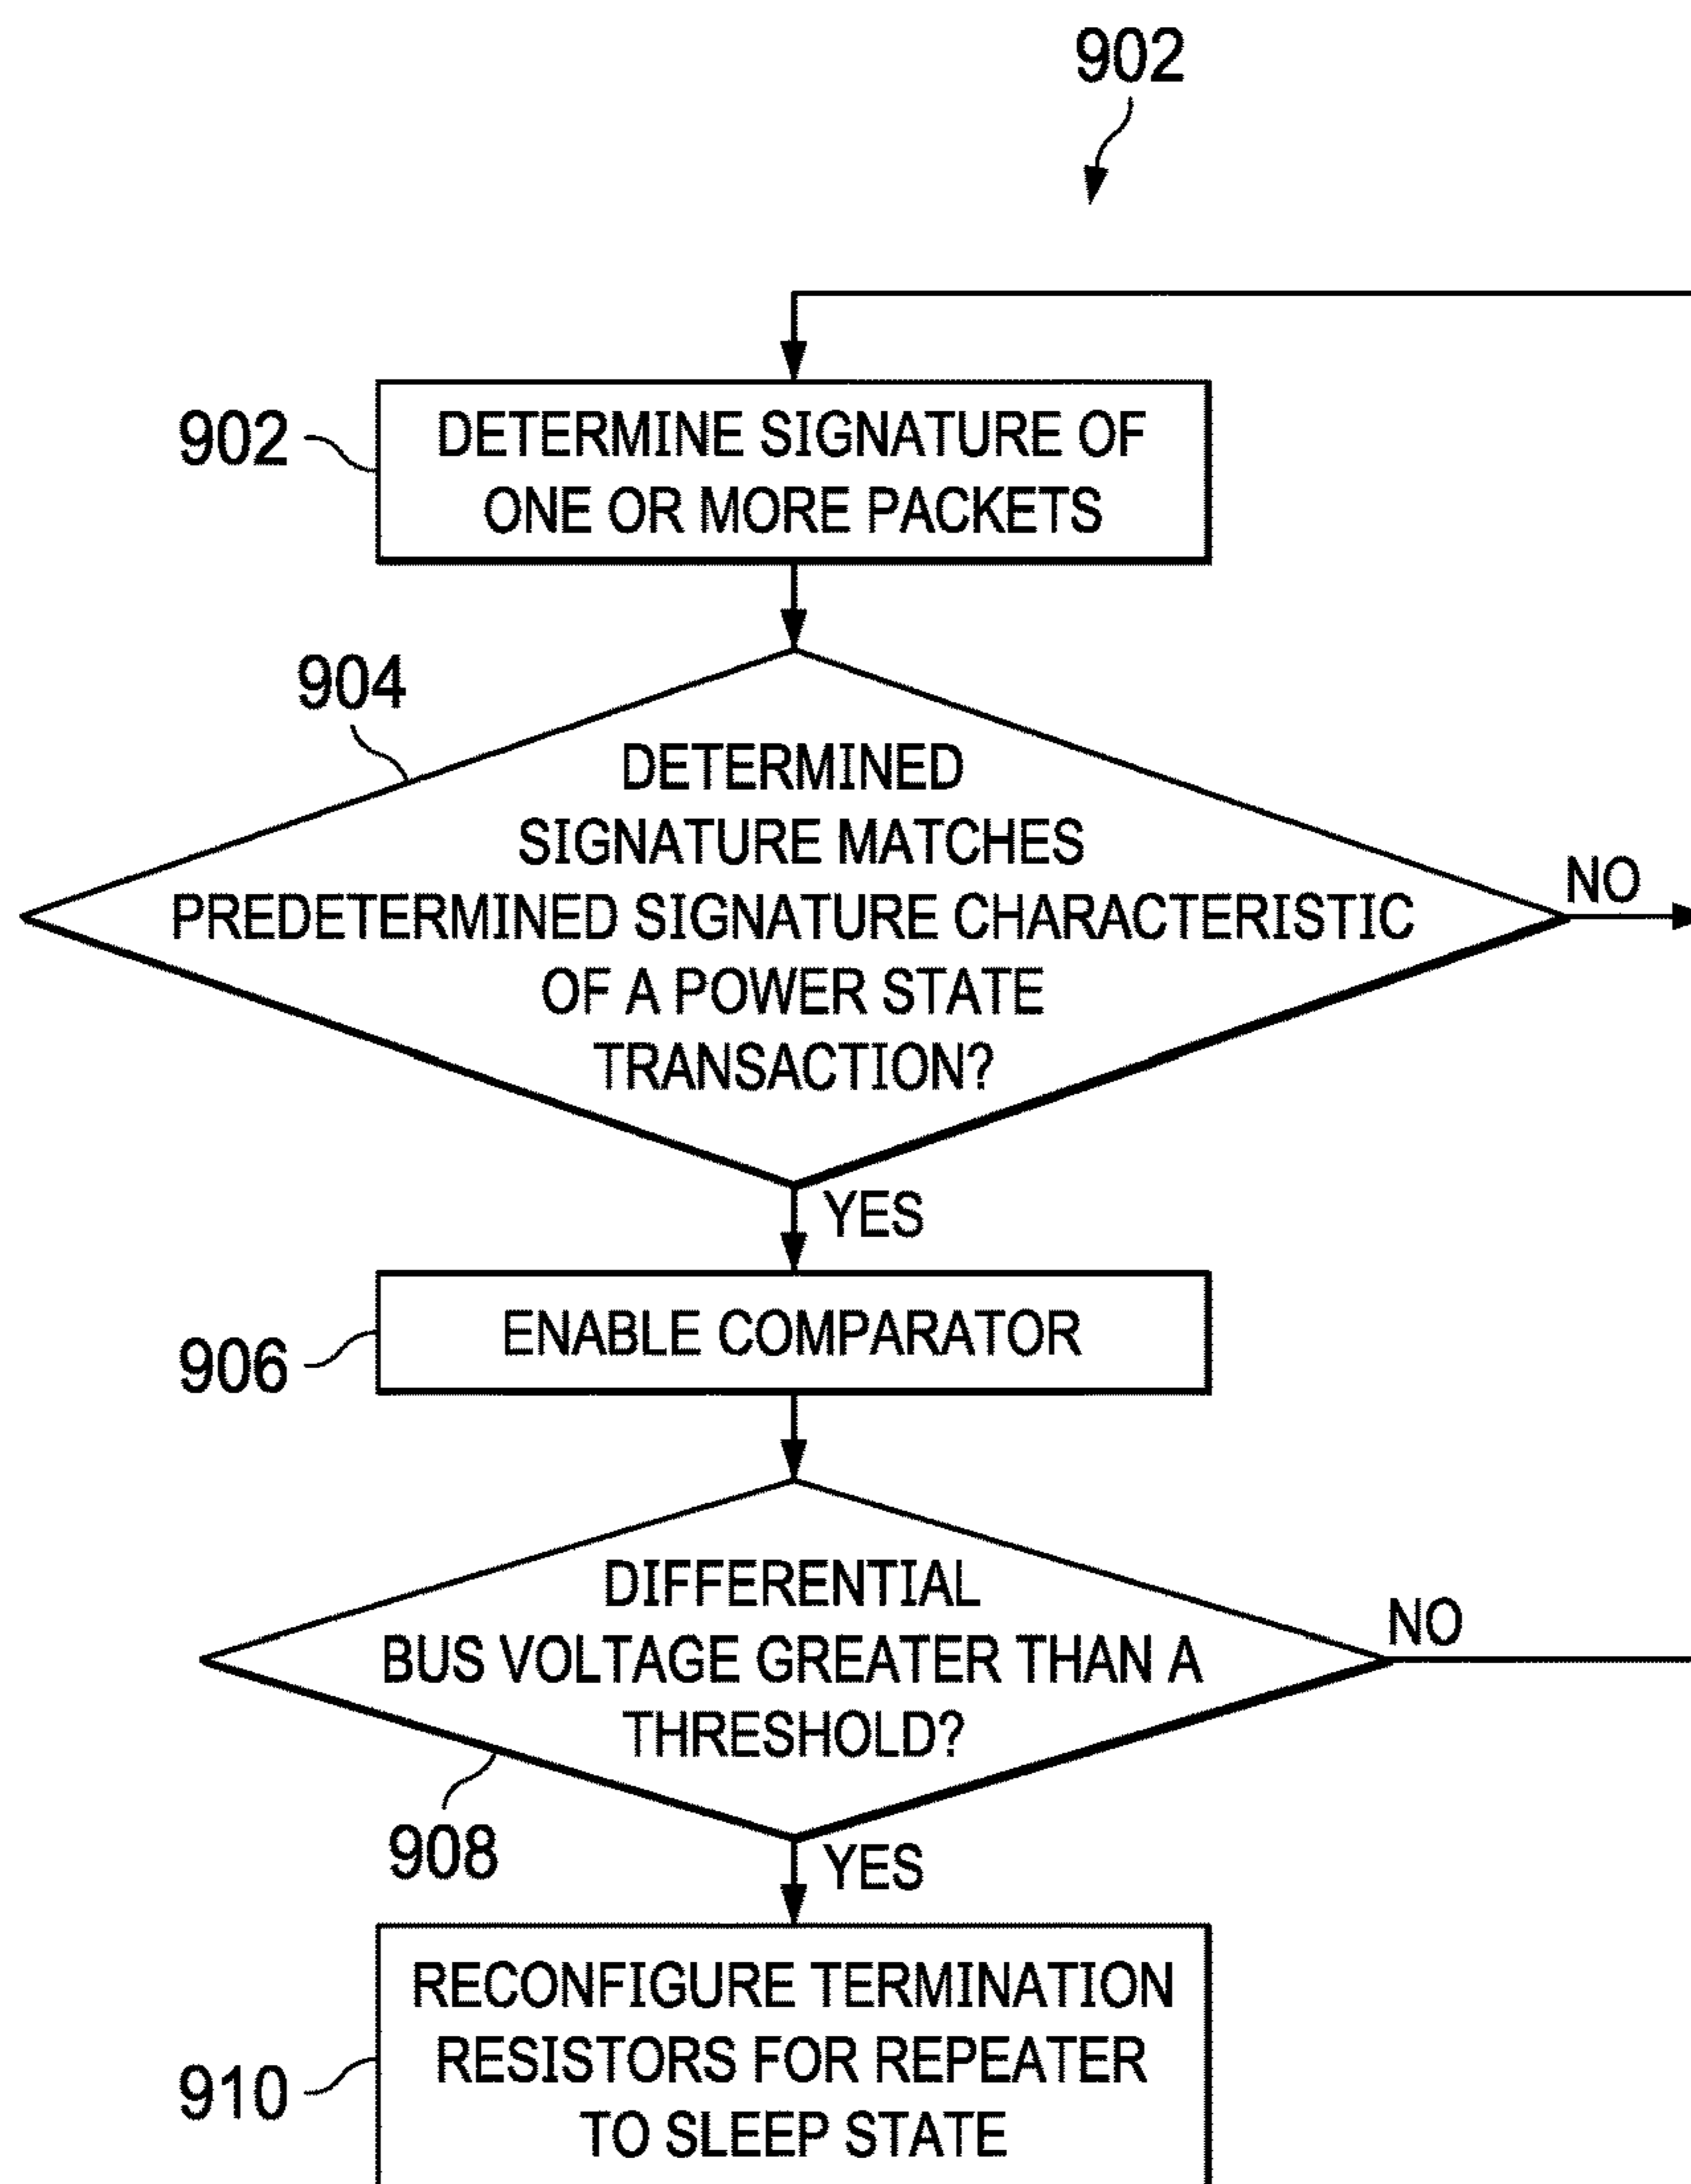 902
902
DETERMINE SIGNATURE OF
ONE OR MORE PACKETS
904
DETERMINED
SIGNATURE MATCHES
PREDETERMINED SIGNATURE CHARACTERISTIC
OF A POWER STATE
TRANSACTION?
NO
YES
906
ENABLE COMPARATOR
DIFFERENTIAL
BUS VOLTAGE GREATER THAN A
THRESHOLD?
NO
908
YES
910
RECONFIGURE TERMINATION
RESISTORS FOR REPEATER
TO SLEEP STATE